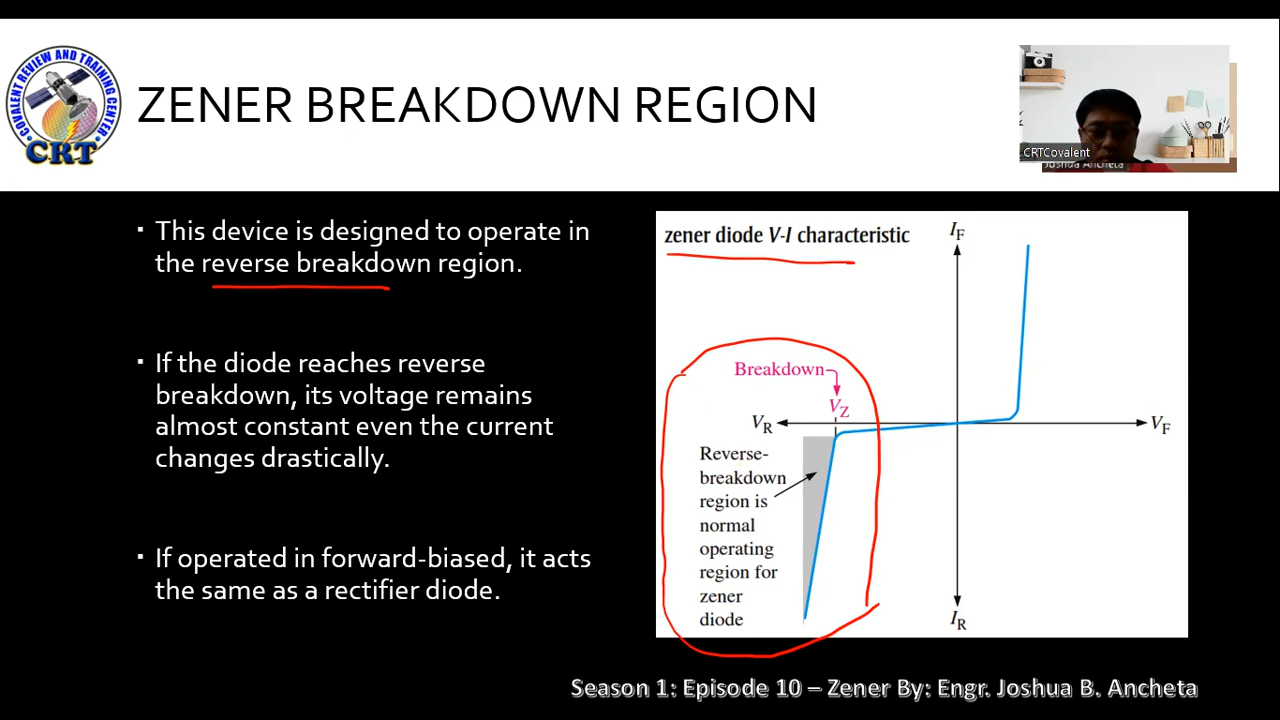 COVALENT REVIEW AND TRAINING CENTER
CRT
ZENER BREAKDOWN REGION
CRTCovalent
Joshua Ancheta
▪ This device is designed to operate in
the reverse breakdown region.
▪ If the diode reaches reverse
breakdown, its voltage remains
almost constant even the current
changes drastically.
▪ If operated in forward-biased, it acts
the same as a rectifier diode.
zener diode V-I characteristic
IF
Breakdown
VZ
VR
VF
Reverse-
breakdown
region is
normal
operating
region for
zener
diode
IR
Season 1: Episode 10 – Zener By: Engr. Joshua B. Ancheta